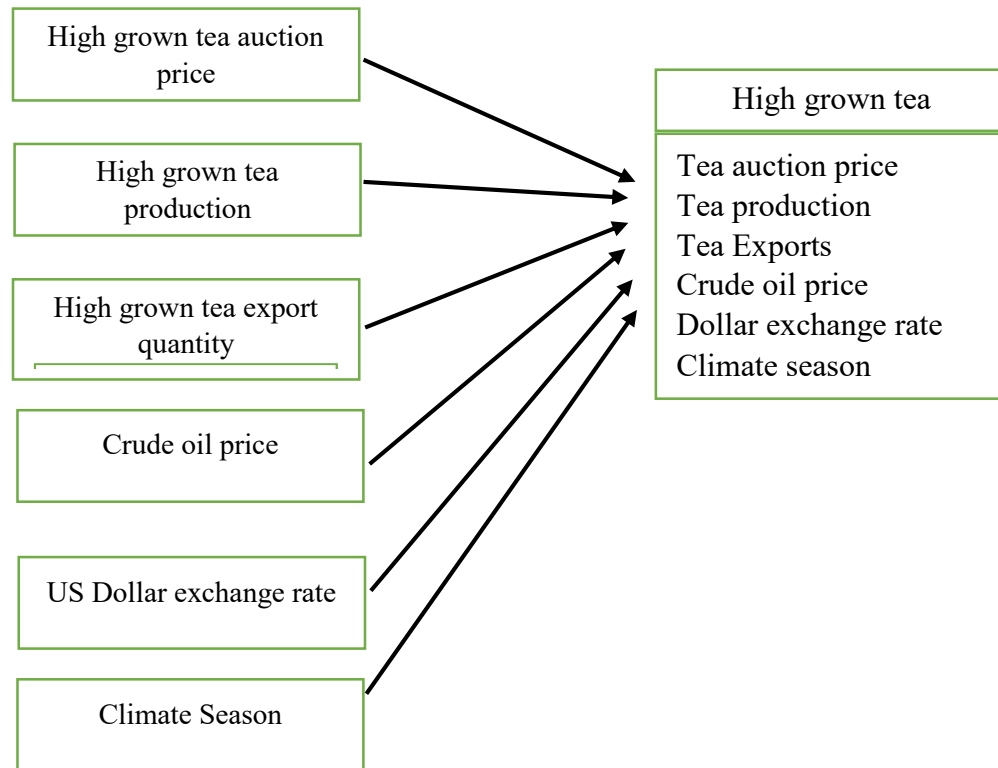 High grown tea auction
price
High grown tea
production
High grown tea export
quantity
Crude oil price
US Dollar exchange rate
Climate Season
High grown tea
Tea auction price
Tea production
Tea Exports
Crude oil price
Dollar exchange rate
Climate season